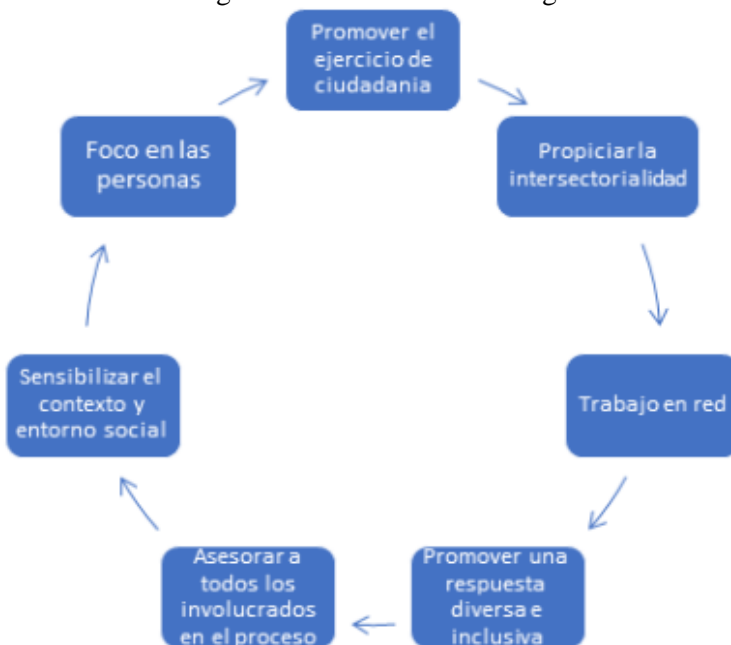 Promover el
ejercicio de
ciudadania
Propiciar la
intersectorialidad
Trabajo en red
Promover una
respuesta
diversa e
inclusiva
Asesorar a
todos los
involucrados
en el proceso
Sensibilizar el
contexto y
entorno social
Foco en las
personas